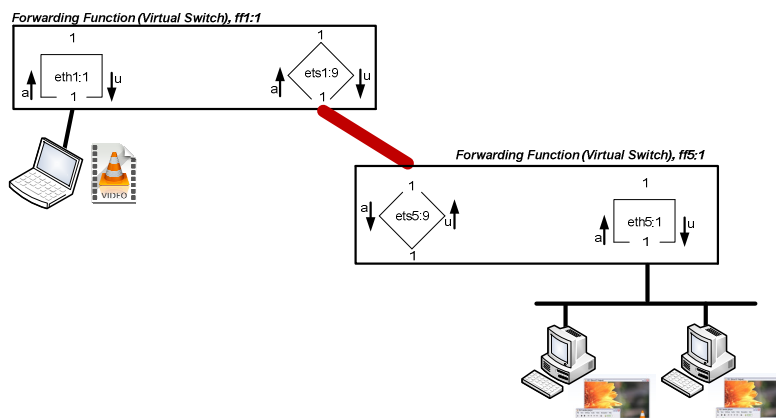 Forwarding Function (Virtual Switch), ff1:1
1
1
eth1:1
ets1:9
u
u
a
a
1
1
VIDEO
Forwarding Function (Virtual Switch), ff5:1
1
1
a
ets5:9
u
eth5:1
u
a
1
1